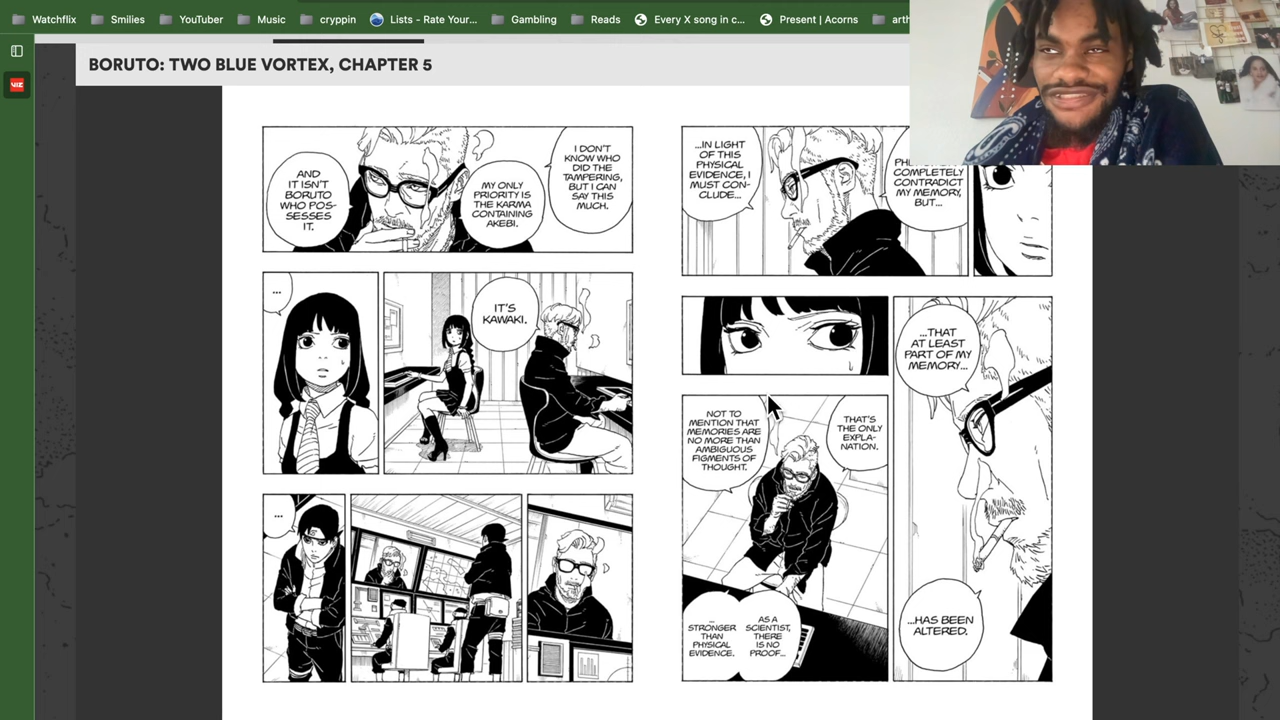 Watchflix Smilies YouTuber Music cryppin Lists - Rate Your... Gambling Reads Every X song in c... Present | Acorns
VIZ
BORUTO: TWO BLUE VORTEX, CHAPTER 5
COMPLETELY
CONTRADICT
MY MEMORY,
BUT...
...IN LIGHT
OF THIS
PHYSICAL
EVIDENCE, I
MUST CON-
CLUDE...
...THAT
AT LEAST
PART OF MY
MEMORY...
...HAS BEEN
ALTERED.
THAT'S
THE ONLY
EXPLA-
NATION.
NOT TO
MENTION THAT
MEMORIES ARE
NO MORE THAN
AMBIGUOUS
FIGMENTS OF
THOUGHT.
AS A
SCIENTIST,
THERE
IS NO
PROOF...
...
STRONGER
THAN
PHYSICAL
EVIDENCE.
I DON'T
KNOW WHO
DID THE
TAMPERING,
BUT I CAN
SAY THIS
MUCH.
MY ONLY
PRIORITY IS
THE KARMA
CONTAINING
AKEBI.
AND
IT ISN'T
BORUTO
WHO POS-
SESSES
IT.
IT'S
KAWAKI.
...
...